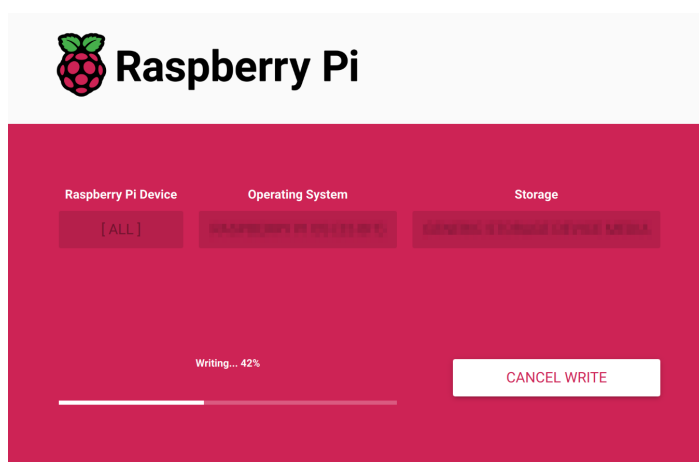 Raspberry Pi
Raspberry Pi Device
Operating System
Storage
[ ALL ]
Writing... 42%
CANCEL WRITE